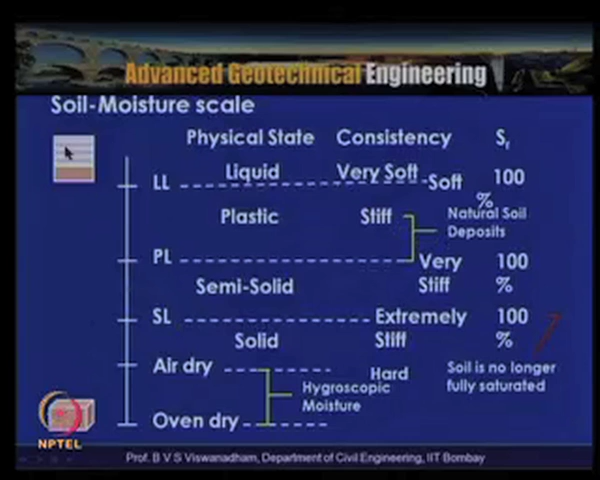 Advanced Geotechnical Engineering
Soil-Moisture scale
Physical State Consistency Sr
Liquid Very Soft
LL Soft 100 %
Plastic Stiff Natural Soil Deposits
PL Very Stiff 100 %
Semi-Solid
SL Extremely Stiff 100 %
Solid
Air dry Hard Soil is no longer fully saturated
Hygroscopic Moisture
Oven dry
NPTEL
Prof. B V S Viswanadham, Department of Civil Engineering, IIT Bombay